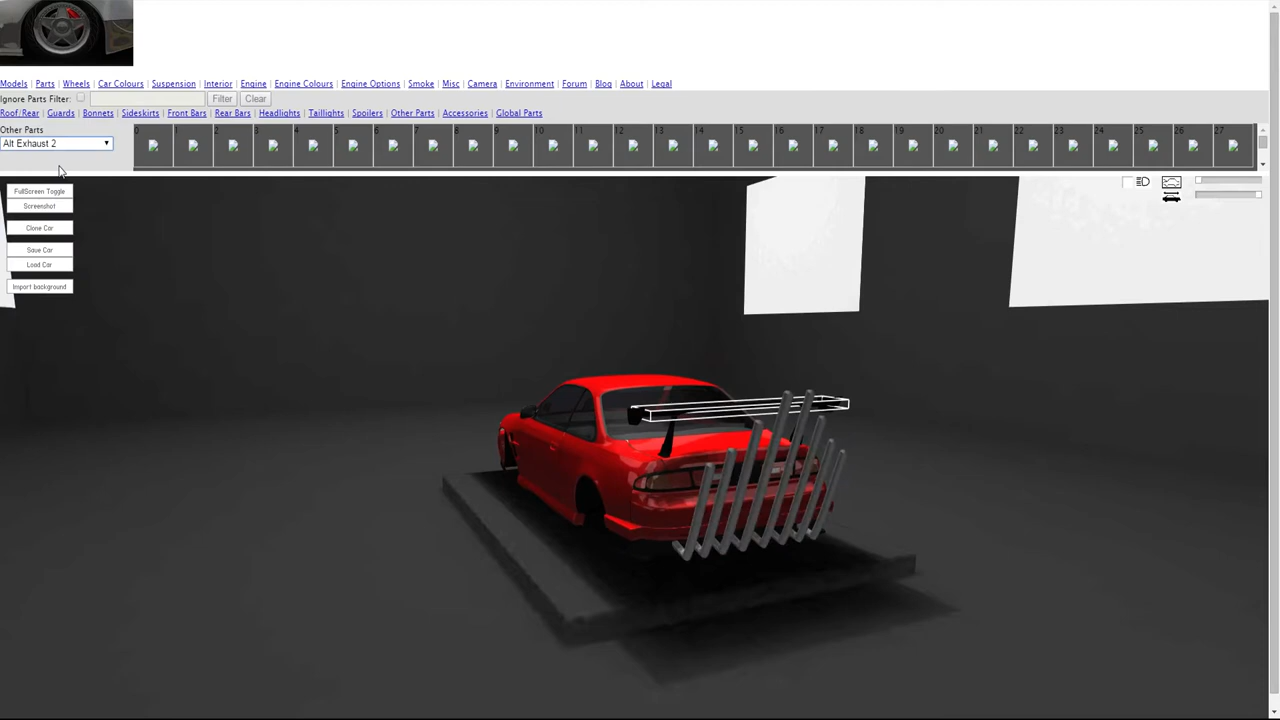 Models | Parts | Wheels | Car Colours | Suspension | Interior | Engine | Engine Colours | Engine Options | Smoke | Misc | Camera | Environment | Forum | Blog | About | Legal
Ignore Parts Filter: Filter Clear
Roof/Rear | Guards | Bonnets | Sideskirts | Front Bars | Rear Bars | Headlights | Taillights | Spoilers | Other Parts | Accessories | Global Parts
Other Parts
0 1 2 3 4 5 6 7 8 9 10 11 12 13 14 15 16 17 18 19 20 21 22 23 24 25 26 27
Alt Exhaust 2
FullScreen Toggle
Screenshot
Clone Car
Save Car
Load Car
Import background